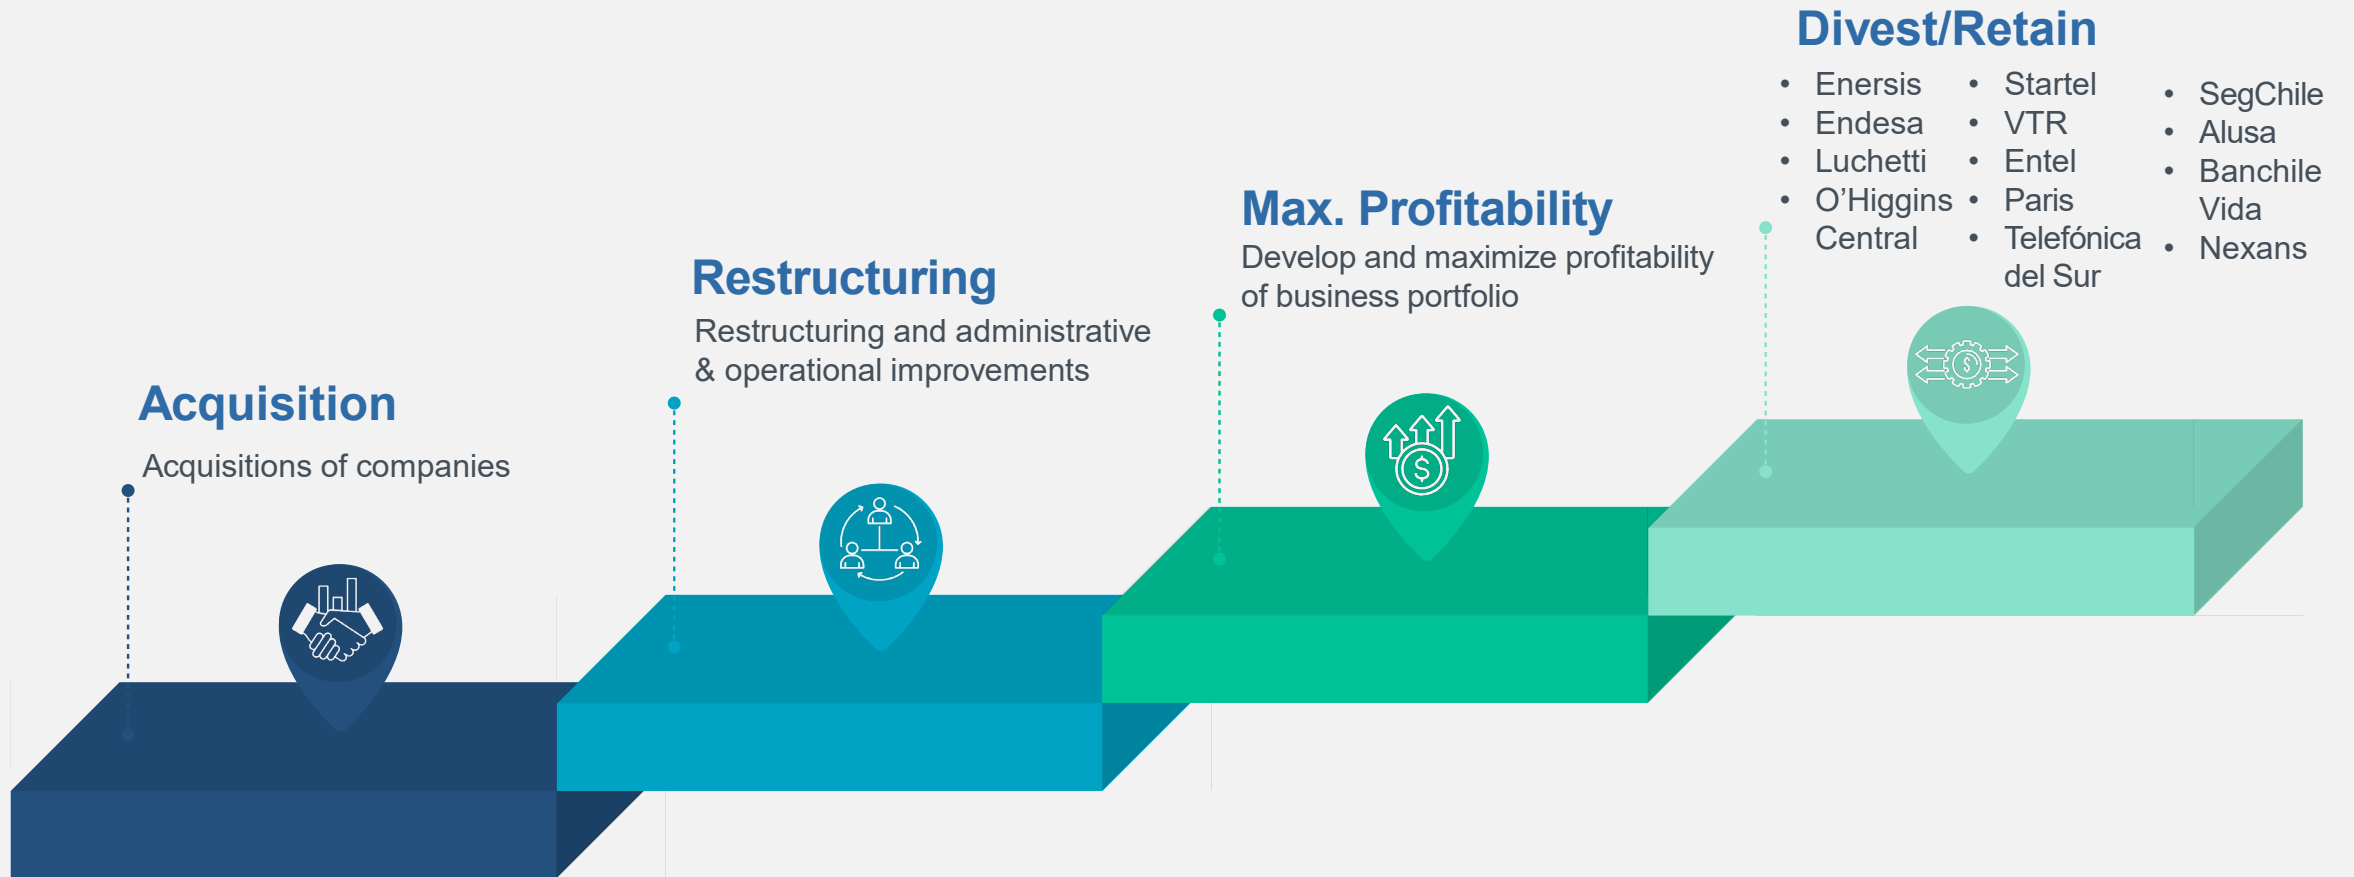 Acquisition
Acquisitions of companies
Restructuring
Restructuring and administrative
& operational improvements
Max. Profitability
Develop and maximize profitability
of business portfolio
Divest/Retain
• Enersis
• Endesa
• Luchetti
• O’Higgins
Central
• Startel
• VTR
• Entel
• Paris
• Telefónica
del Sur
• SegChile
• Alusa
• Banchile
Vida
• Nexans
$
$
$